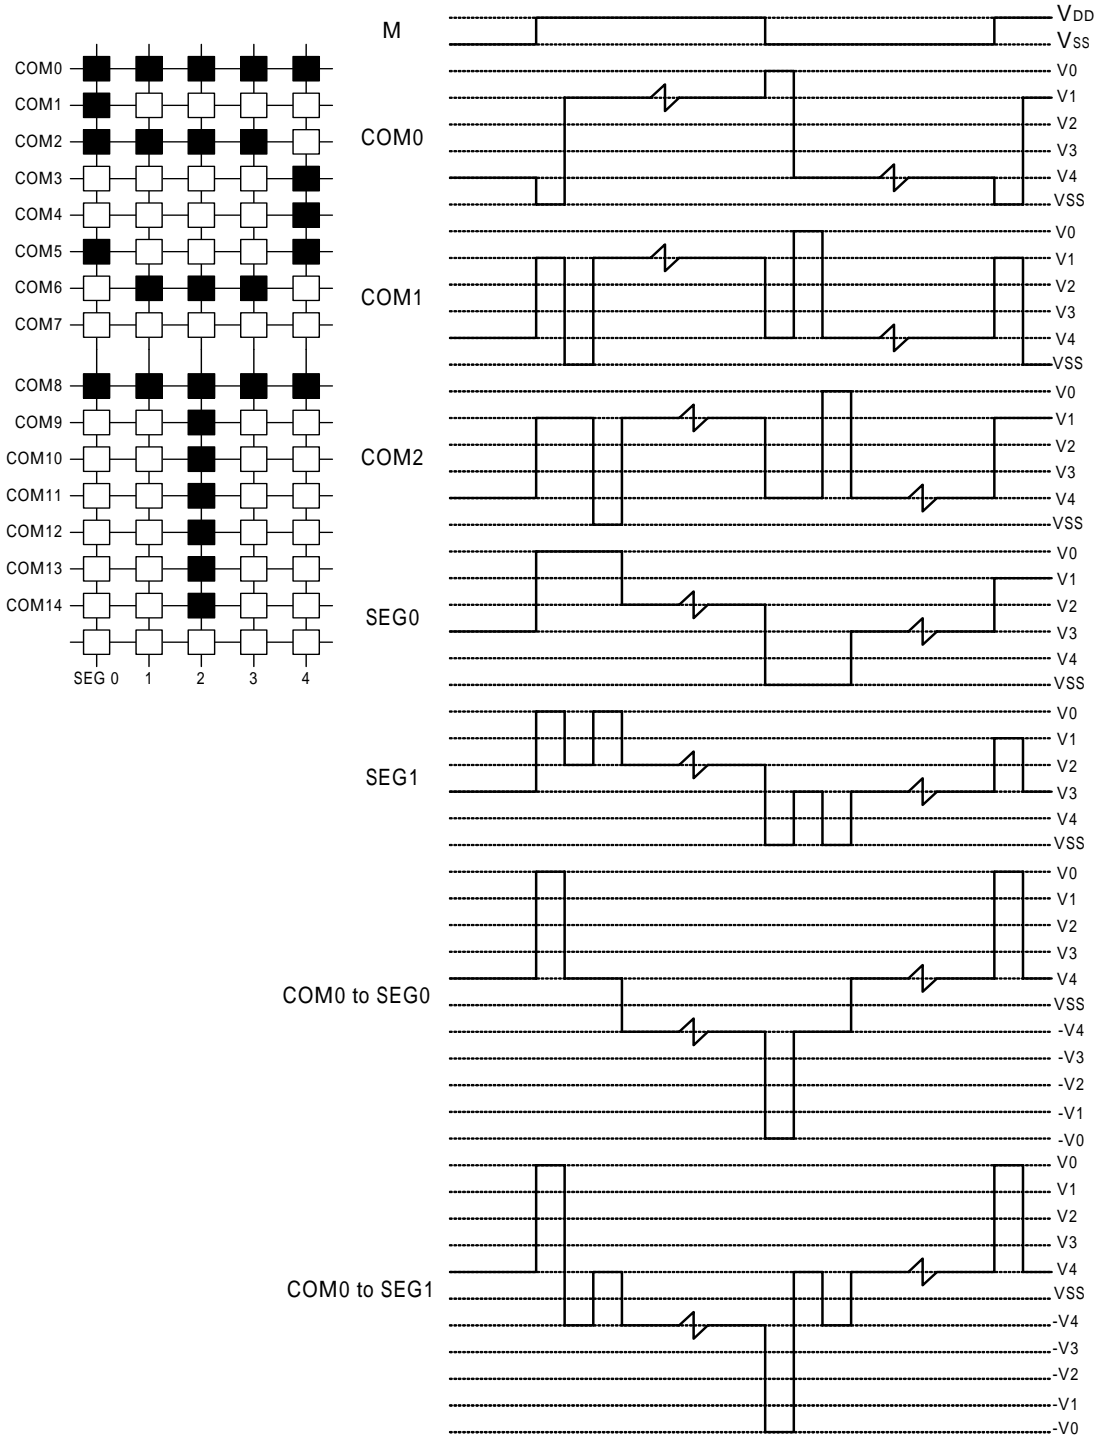 COM0
COM1
COM2
COM3
COM4
COM5
COM6
COM7
COM8
COM9
COM10
COM11
COM12
COM13
COM14
SEG 0 1 2 3 4
M
VDD
VSS
COM0
V0
V1
V2
V3
V4
VSS
COM1
V0
V1
V2
V3
V4
VSS
COM2
V0
V1
V2
V3
V4
VSS
SEG0
V0
V1
V2
V3
V4
VSS
SEG1
V0
V1
V2
V3
V4
VSS
COM0 to SEG0
V0
V1
V2
V3
V4
VSS
-V4
-V3
-V2
-V1
-V0
COM0 to SEG1
V0
V1
V2
V3
V4
VSS
-V4
-V3
-V2
-V1
-V0